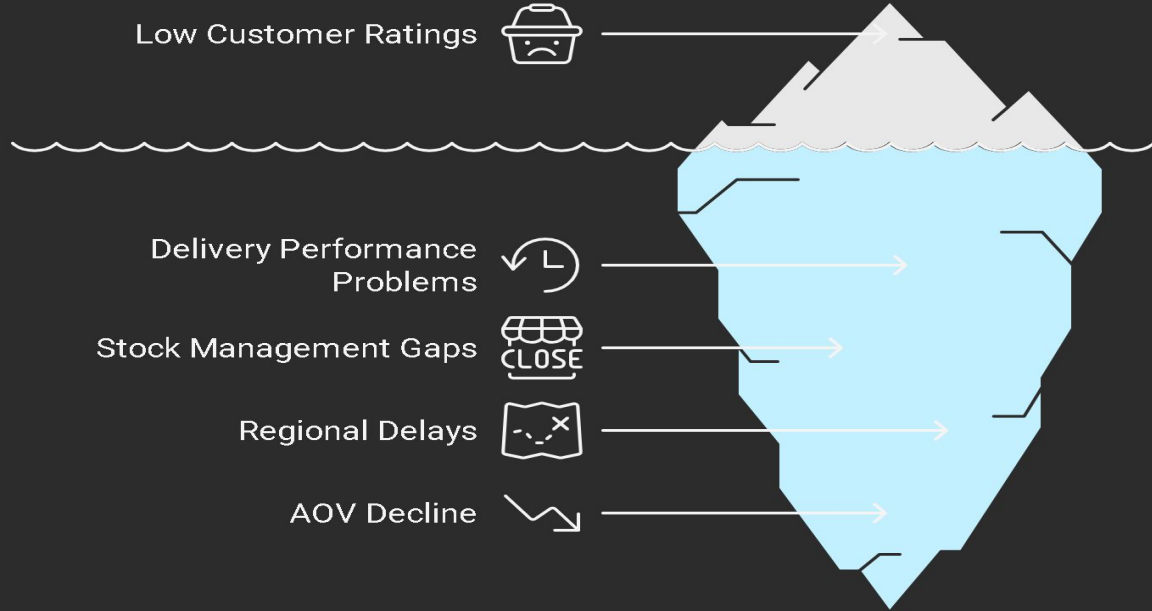 Low Customer Ratings
Delivery Performance
Problems
Stock Management Gaps
CLOSE
Regional Delays
AOV Decline